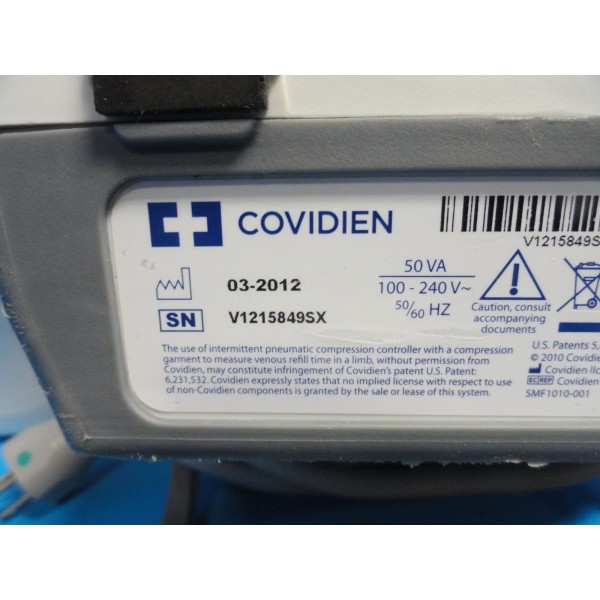 COVIDIEN
V1215849S
03-2012
50 VA
100 - 240 V~
50/60 HZ
Caution, consult
accompanying
documents
SN V1215849SX
The use of intermittent pneumatic compression controller with a compression
garment to measure venous refill time in limb, without permission from
Covidien, may constitute infringement of Covidien's patent U.S. Patent:
6,231,532. Covidien expressly states that no implied license with respect to use
of non-Covidien components is granted by the sale or lease of this system.
U.S. Patents 5,
© 2010 Covidien
Covidien llc
EC REP Covidien
SMF1010-001